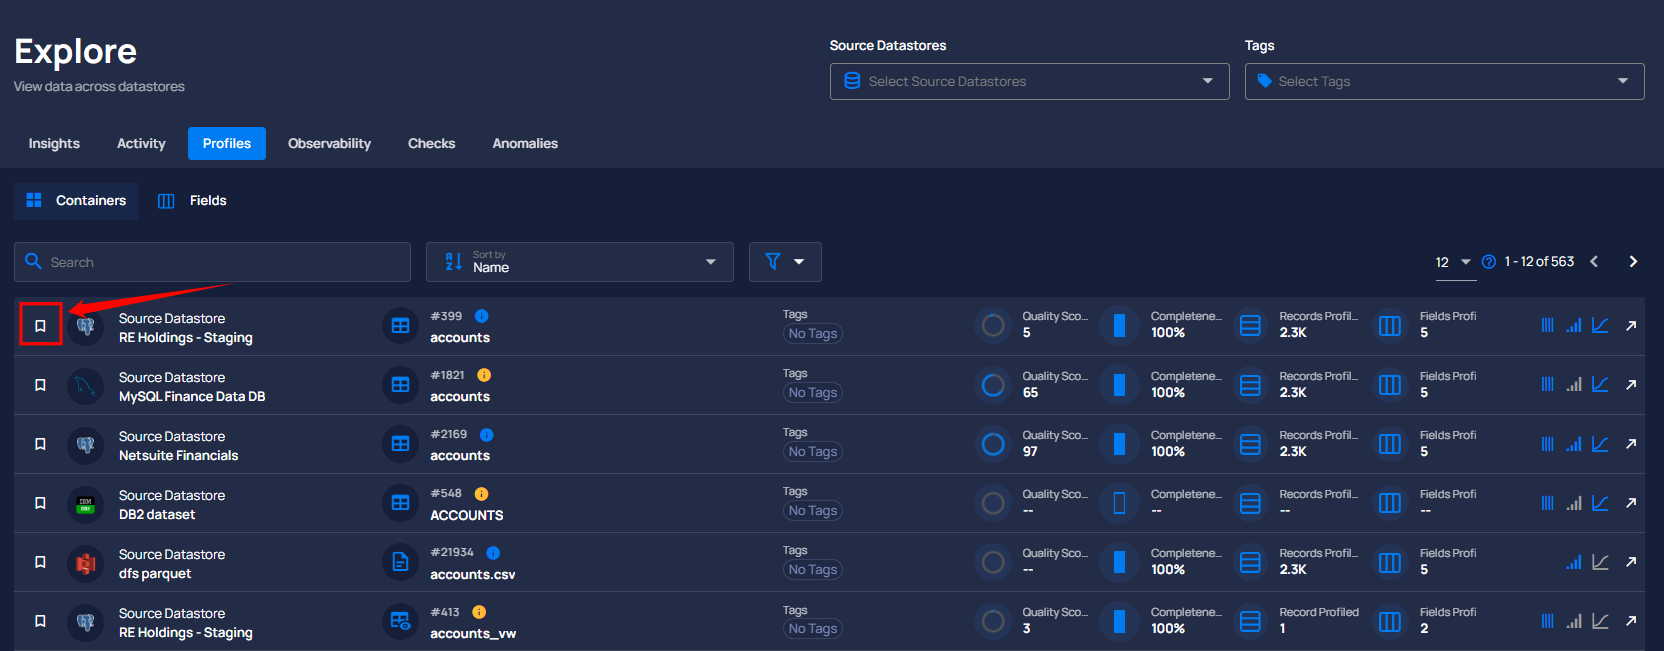 Explore
View data across datastores
Source Datastores
Select Source Datastores
Tags
Select Tags
Insights Activity Profiles Observability Checks Anomalies
Containers Fields
Search
Sort by
Name
12 1 - 12 of 563
Source Datastore #399 Tags Quality Sco... Completene... Records Profil... Fields Profi
RE Holdings - Staging accounts No Tags 5 100% 2.3K 5
Source Datastore #1821 Tags Quality Sco... Completene... Records Profil... Fields Profi
MySQL Finance Data DB accounts No Tags 65 100% 2.3K 5
Source Datastore #2169 Tags Quality Sco... Completene... Records Profil... Fields Profi
Netsuite Financials accounts No Tags 97 100% 2.3K 5
Source Datastore #548 Tags Quality Sco... Completene... Records Profil... Fields Profi
DB2 dataset ACCOUNTS No Tags -- -- -- --
Source Datastore #21934 Tags Quality Sco... Completene... Records Profil... Fields Profi
dfs parquet accounts.csv No Tags -- 100% 2.3K 5
Source Datastore #413 Tags Quality Sco... Completene... Record Profiled Fields Profi
RE Holdings - Staging accounts_vw No Tags 3 100% 1 2